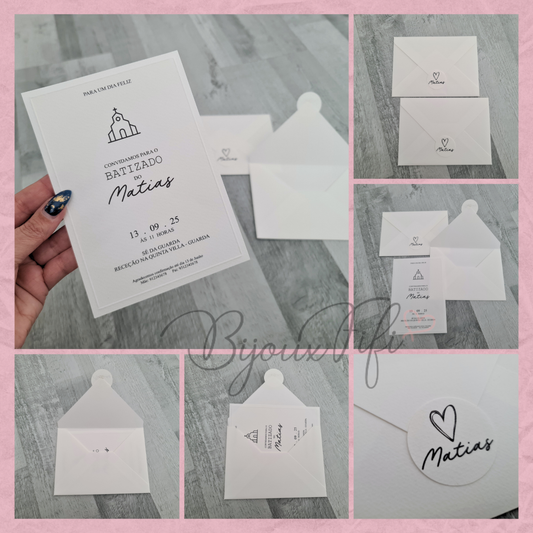 PARA UM DIA FELIZ
CONVIDAMOS PARA O
BATIZADO
DO
Matias
13 . 09 . 25
ÀS 11 HORAS
SÉ DA GUARDA
RECEÇÃO NA QUINTA VILLA - GUARDA
Matias
Matias
Matias
Matias
BATIZADO
Matias
BATIZADO
Matias
Matias
BijouxFifi